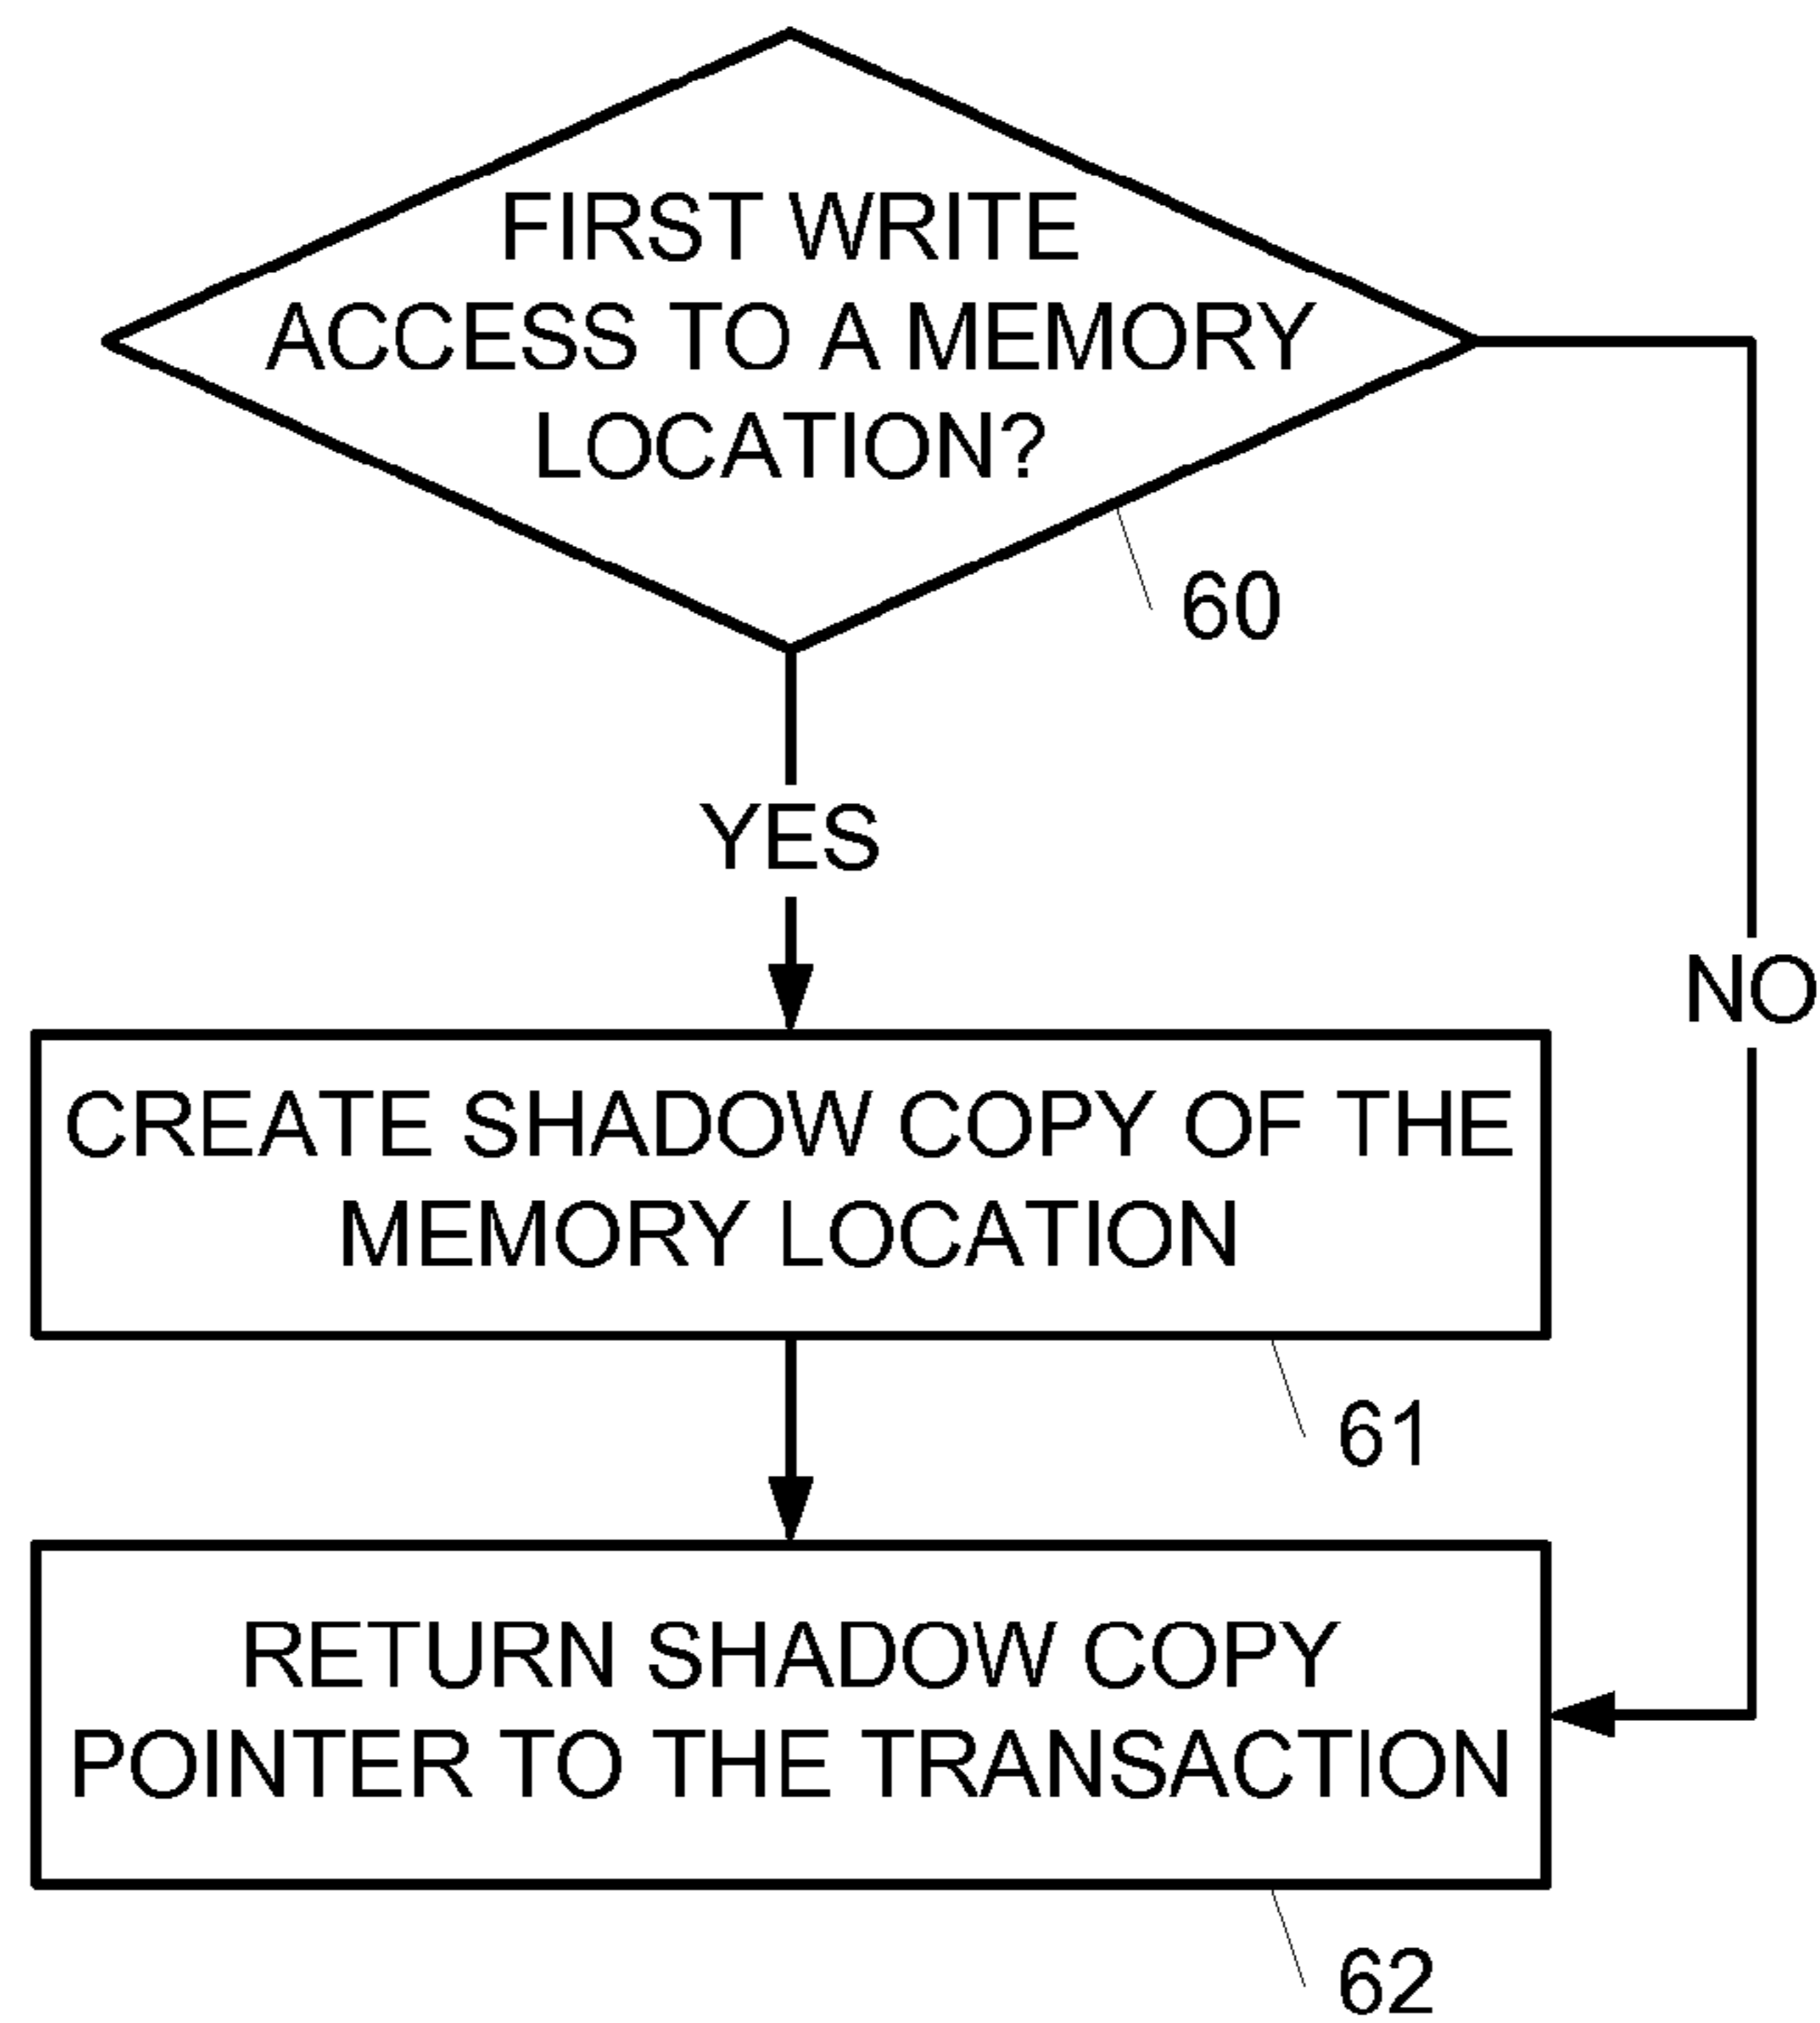 FIRST WRITE
ACCESS TO A MEMORY
LOCATION?
60
YES
NO
CREATE SHADOW COPY OF THE
MEMORY LOCATION
61
RETURN SHADOW COPY
POINTER TO THE TRANSACTION
62